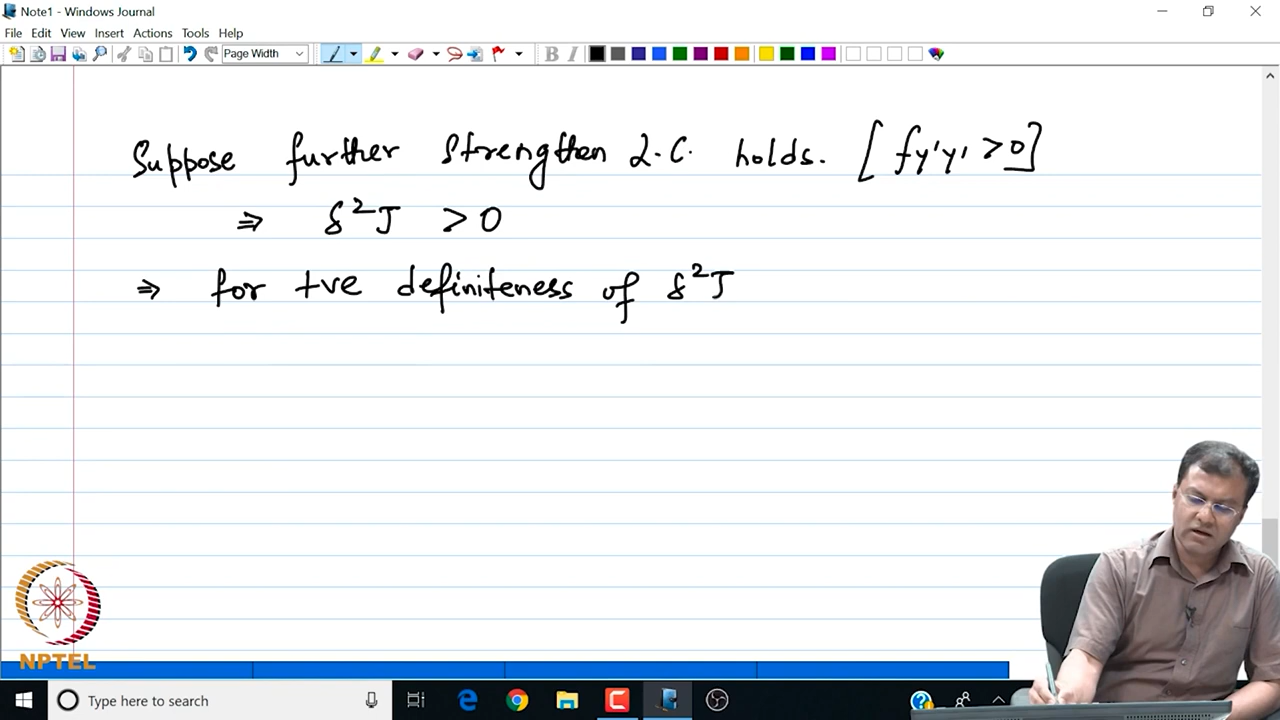 Note1 - Windows Journal
File Edit View Insert Actions Tools Help
Page Width
B I
Suppose further strengthen L.C. holds. [fy'y' > 0]
⇒ δ²J > 0
⇒ for +ve definiteness of δ²J
NPTEL
Type here to search